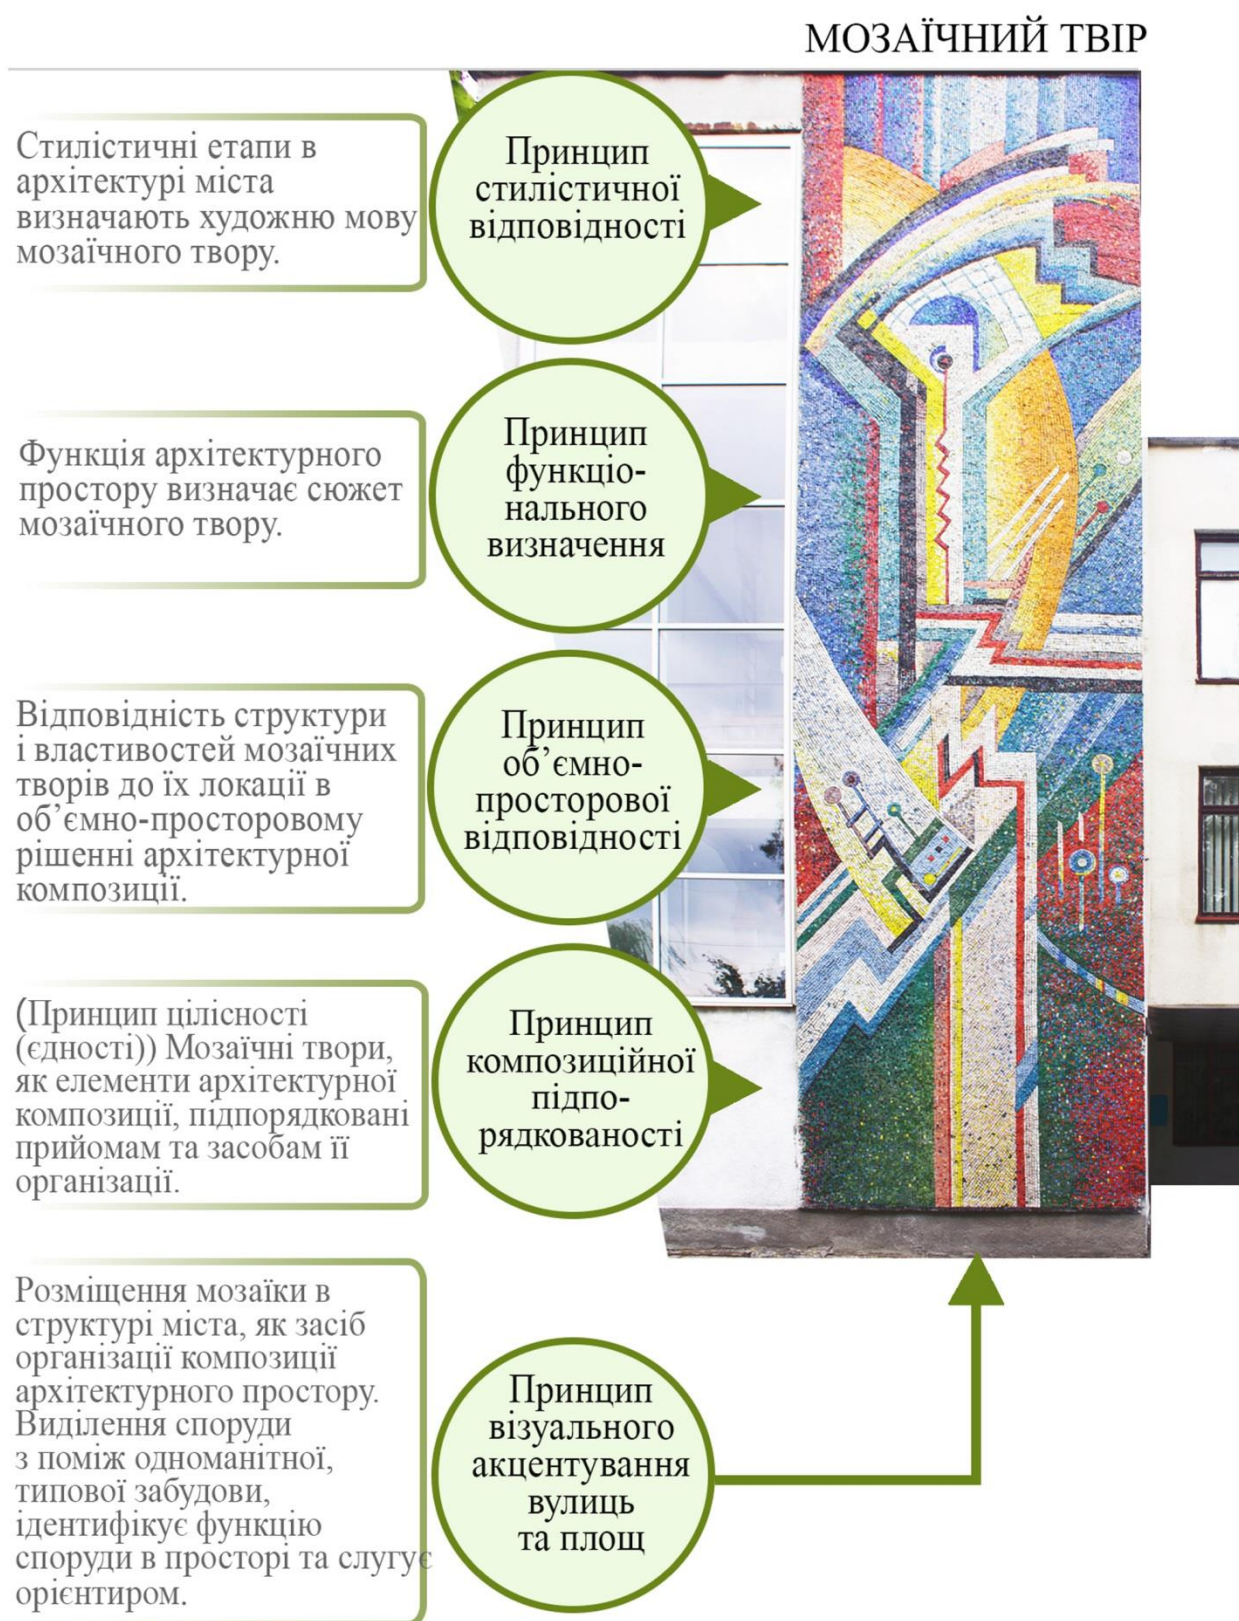 МОЗАЇЧНИЙ ТВІР
Стилістичні етапи в
архітектурі міста
визначають художню мову
мозаїчного твору.
Принцип
стилістичної
відповідності
Функція архітектурного
простору визначає сюжет
мозаїчного твору.
Принцип
функціо-
нального
визначення
Відповідність структури
і властивостей мозаїчних
творів до їх локації в
об’ємно-просторовому
рішенні архітектурної
композиції.
Принцип
об’ємно-
просторової
відповідності
(Принцип цілісності
(єдності)) Мозаїчні твори,
як елементи архітектурної
композиції, підпорядковані
прийомам та засобам її
організації.
Принцип
композиційної
підпо-
рядкованості
Розміщення мозаїки в
структурі міста, як засіб
організації композиції
архітектурного простору.
Виділення споруди
з поміж одноманітної,
типової забудови,
ідентифікує функцію
споруди в просторі та слугує
орієнтиром.
Принцип
візуального
акцентування
вулиць
та площ